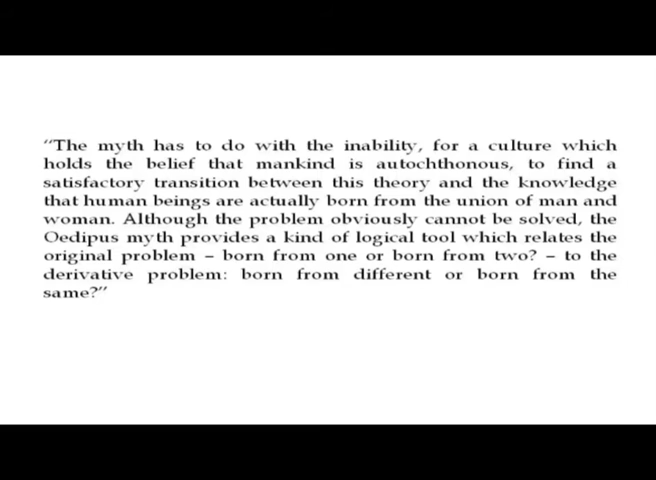 “The myth has to do with the inability, for a culture which
holds the belief that mankind is autochthonous, to find a
satisfactory transition between this theory and the knowledge
that human beings are actually born from the union of man and
woman. Although the problem obviously cannot be solved, the
Oedipus myth provides a kind of logical tool which relates the
original problem – born from one or born from two? – to the
derivative problem: born from different or born from the
same?”